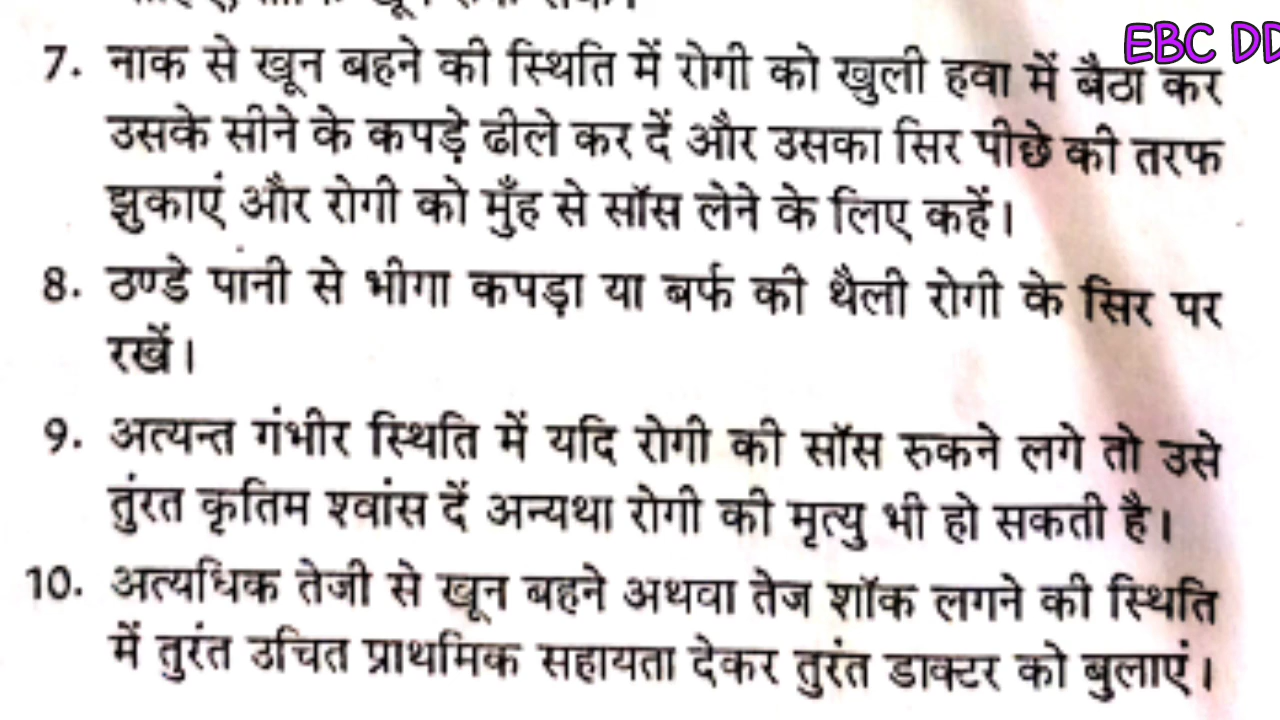 EBC DD
7. नाक से खून बहने की स्थिति में रोगी को खुली हवा में बैठा कर
उसके सीने के कपड़े ढीले कर दें और उसका सिर पीछे की तरफ
झुकाएं और रोगी को मुँह से सॉस लेने के लिए कहें।
8. ठण्डे पानी से भीगा कपड़ा या बर्फ की थैली रोगी के सिर पर
रखें।
9. अत्यन्त गंभीर स्थिति में यदि रोगी की सॉस रुकने लगे तो उसे
तुंरत कृतिम श्वांस दें अन्यथा रोगी की मृत्यु भी हो सकती है।
10. अत्यधिक तेजी से खून बहने अथवा तेज शॉक लगने की स्थिति
में तुरंत उचित प्राथमिक सहायता देकर तुरंत डाक्टर को बुलाएं।